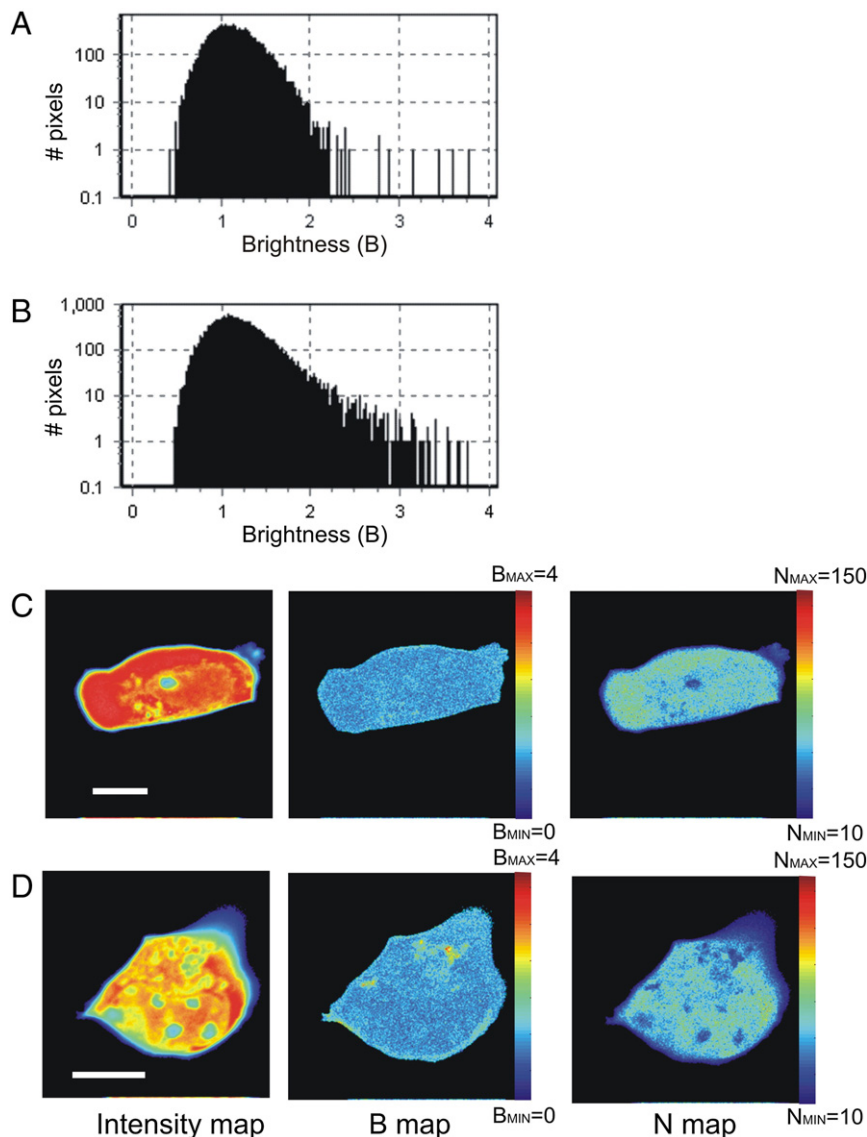 A
100
10
1
0.1
# pixels
0 1 2 3 4
Brightness (B)
B
1,000
100
10
1
0.1
# pixels
0 1 2 3 4
Brightness (B)
C
BMAX=4
NMAX=150
BMIN=0
NMIN=10
D
BMAX=4
NMAX=150
BMIN=0
NMIN=10
Intensity map
B map
N map